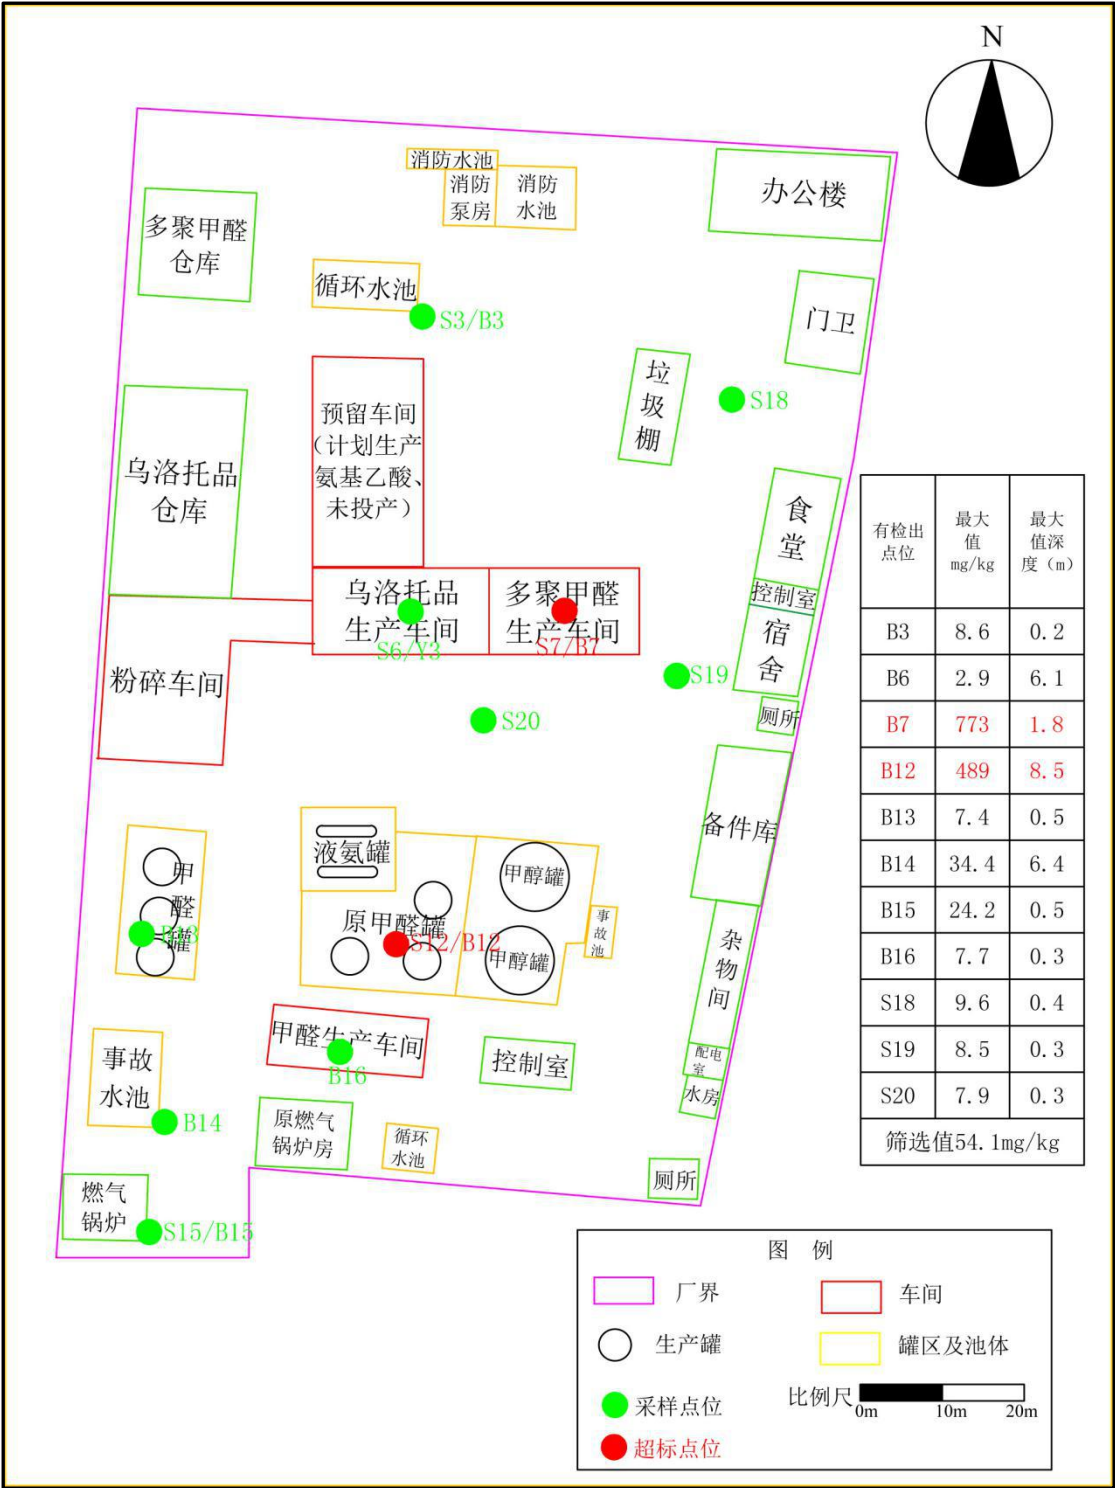 N
消防水池
消防
泵房
消防
水池
办公楼
多聚甲醛
仓库
循环水池
S3/B3
门卫
垃
圾
棚
S18
预留车间
(计划生产
氨基乙酸、
未投产)
乌洛托品
仓库
食
堂
控制室
宿
舍
厕所
乌洛托品
生产车间
S6/Y3
多聚甲醛
生产车间
S7/B7
S19
粉碎车间
S20
备件库
液氨罐
甲醇罐
甲
醛
罐
B13
原甲醛罐
S12/B12
甲醇罐
事
故
池
杂
物
间
甲醛生产车间
B16
控制室
配电
室
水房
事故
水池
B14
原燃气
锅炉房
循环
水池
厕所
燃气
锅炉
S15/B15
有检出
点位
最大
值
mg/kg
最大
值深
度（m）
B3 8.6 0.2
B6 2.9 6.1
B7 773 1.8
B12 489 8.5
B13 7.4 0.5
B14 34.4 6.4
B15 24.2 0.5
B16 7.7 0.3
S18 9.6 0.4
S19 8.5 0.3
S20 7.9 0.3
筛选值54.1mg/kg
图 例
厂界
车间
生产罐
罐区及池体
采样点位
比例尺
0m 10m 20m
超标点位